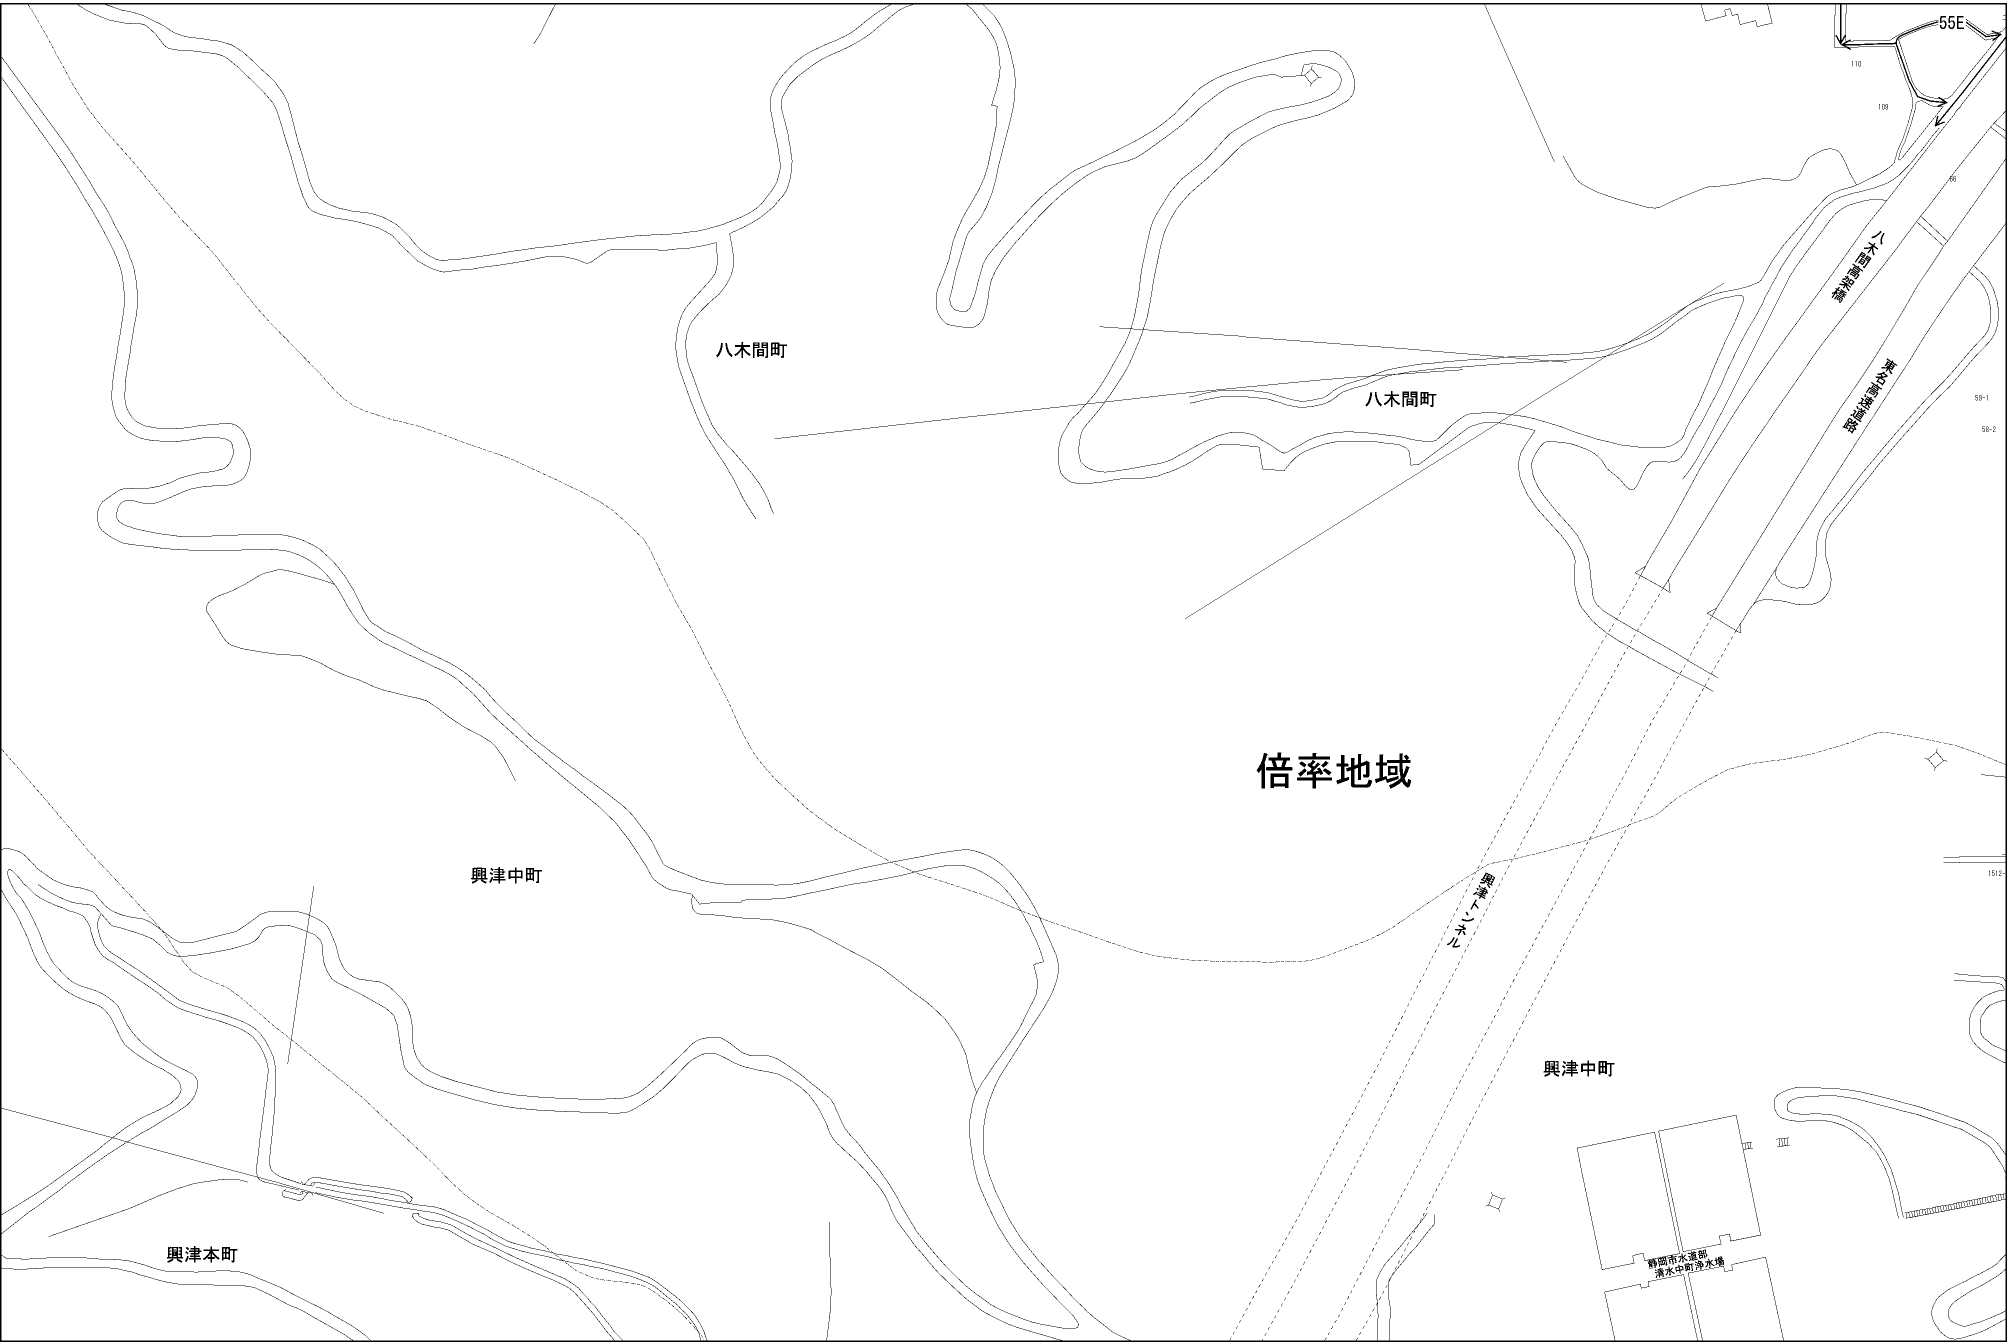 55E
110
109
66
八木間高架橋
八木間町
東名高速道路
八木間町
59-1
58-2
倍率地域
興津中町
1512-
興津トンネル
興津中町
興津本町
静岡市水道部
清水中町浄水場